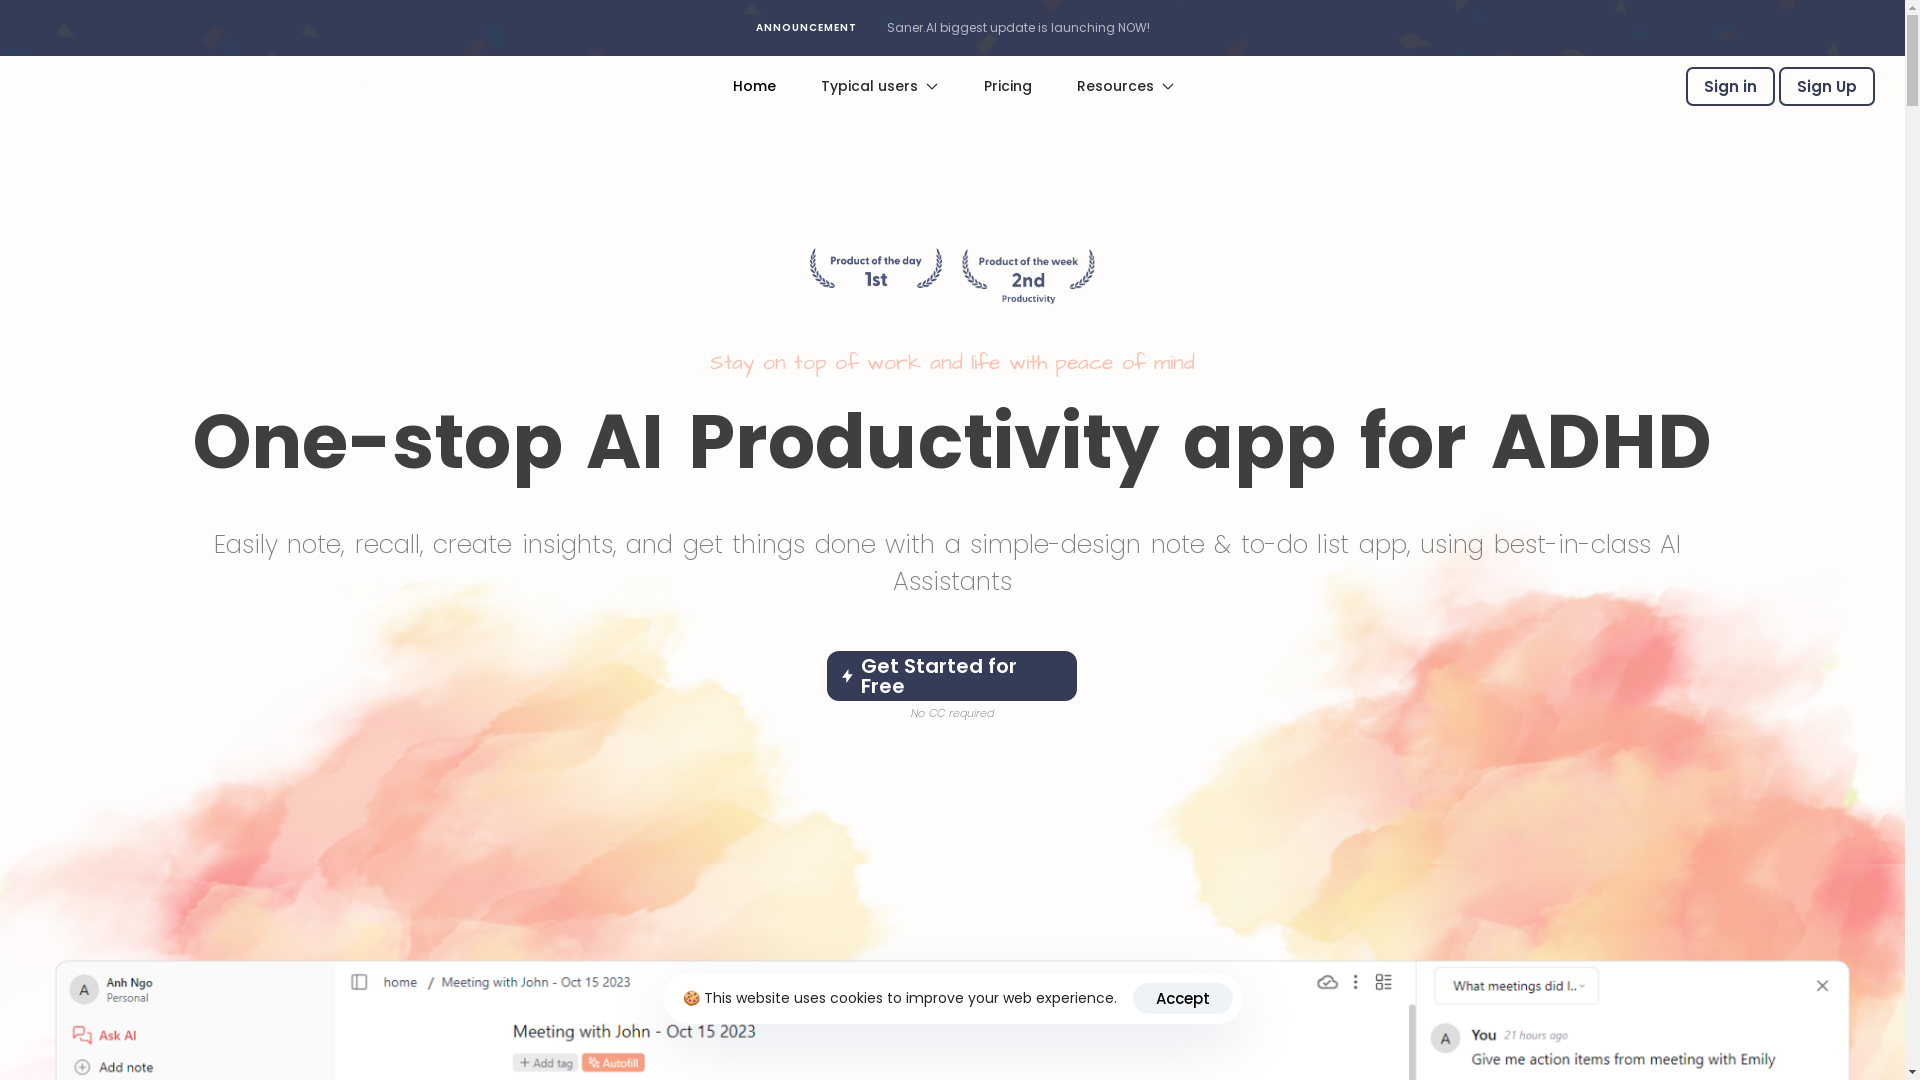 ANNOUNCEMENT Saner.AI biggest update is launching NOW!
Home Typical users Pricing Resources Sign in Sign Up
Product of the day
1st
Product of the week
2nd
Productivity
Stay on top of work and life with peace of mind
One-stop AI Productivity app for ADHD
Easily note, recall, create insights, and get things done with a simple-design note & to-do list app, using best-in-class AI
Assistants
Get Started for
Free
No CC required
A Anh Ngo
Personal
home / Meeting with John - Oct 15 2023
What meetings did I..
🍪 This website uses cookies to improve your web experience. Accept
Ask AI
Meeting with John - Oct 15 2023
A You 21 hours ago
Give me action items from meeting with Emily
+ Add tag Autofill
Add note